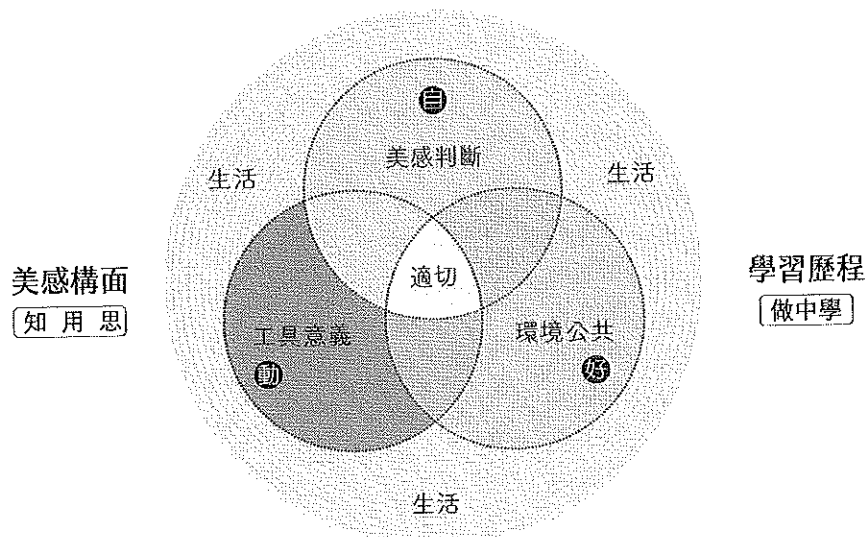 自
美感判斷
生活
生活
美感構面
知 用 思
適切
學習歷程
做中學
工具意義
動
環境公共
好
生活